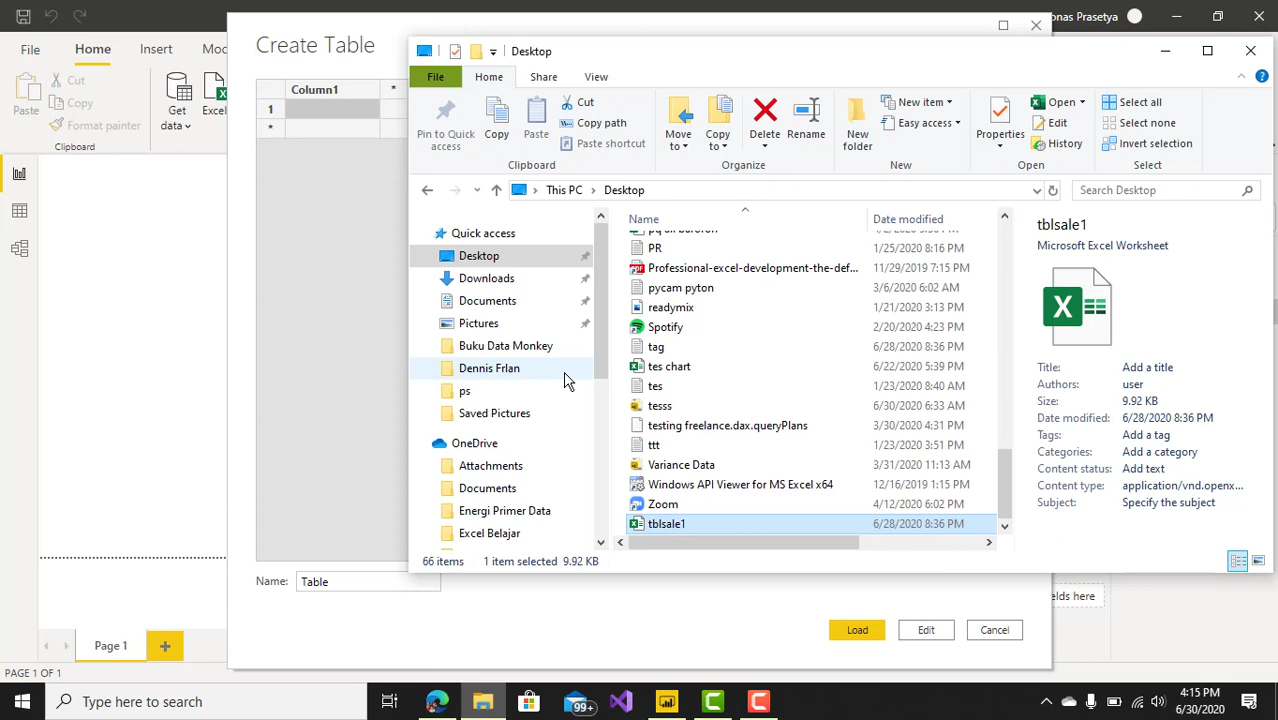 onas Prasetya
File
Home
Insert
Mod
Paste
Cut
Copy
Format painter
Clipboard
Get
data
Excel
Create Table
Column1
*
1
*
Name:
Table
Load
Edit
Cancel
elds here
Page 1
PAGE 1 OF 1
Desktop
File
Home
Share
View
Pin to Quick
access
Copy
Paste
Cut
Copy path
Paste shortcut
Clipboard
Move
to
Copy
to
Delete
Rename
Organize
New
folder
New item
Easy access
New
Properties
Open
Edit
History
Open
Select all
Select none
Invert selection
Select
This PC > Desktop
Search Desktop
Quick access
Desktop
Downloads
Documents
Pictures
Buku Data Monkey
Dennis Frlan
ps
Saved Pictures
OneDrive
Attachments
Documents
Energi Primer Data
Excel Belajar
Name Date modified
PR 1/25/2020 8:16 PM
Professional-excel-development-the-def... 11/29/2019 7:15 PM
pycam pyton 3/6/2020 6:02 AM
readymix 1/21/2020 3:13 PM
Spotify 2/20/2020 4:23 PM
tag 6/28/2020 8:36 PM
tes chart 6/22/2020 5:39 PM
tes 1/23/2020 8:40 AM
tesss 6/30/2020 6:33 AM
testing freelance.dax.queryPlans 3/30/2020 4:31 PM
ttt 1/23/2020 3:51 PM
Variance Data 3/31/2020 11:13 AM
Windows API Viewer for MS Excel x64 12/16/2019 1:15 PM
Zoom 4/12/2020 6:02 PM
tblsale1 6/28/2020 8:36 PM
tblsale1
Microsoft Excel Worksheet
Title: Add a title
Authors: user
Size: 9.92 KB
Date modified: 6/28/2020 8:36 PM
Tags: Add a tag
Categories: Add a category
Content status: Add text
Content type: application/vnd.openx...
Subject: Specify the subject
66 items 1 item selected 9.92 KB
Type here to search
99+
4:15 PM
6/30/2020